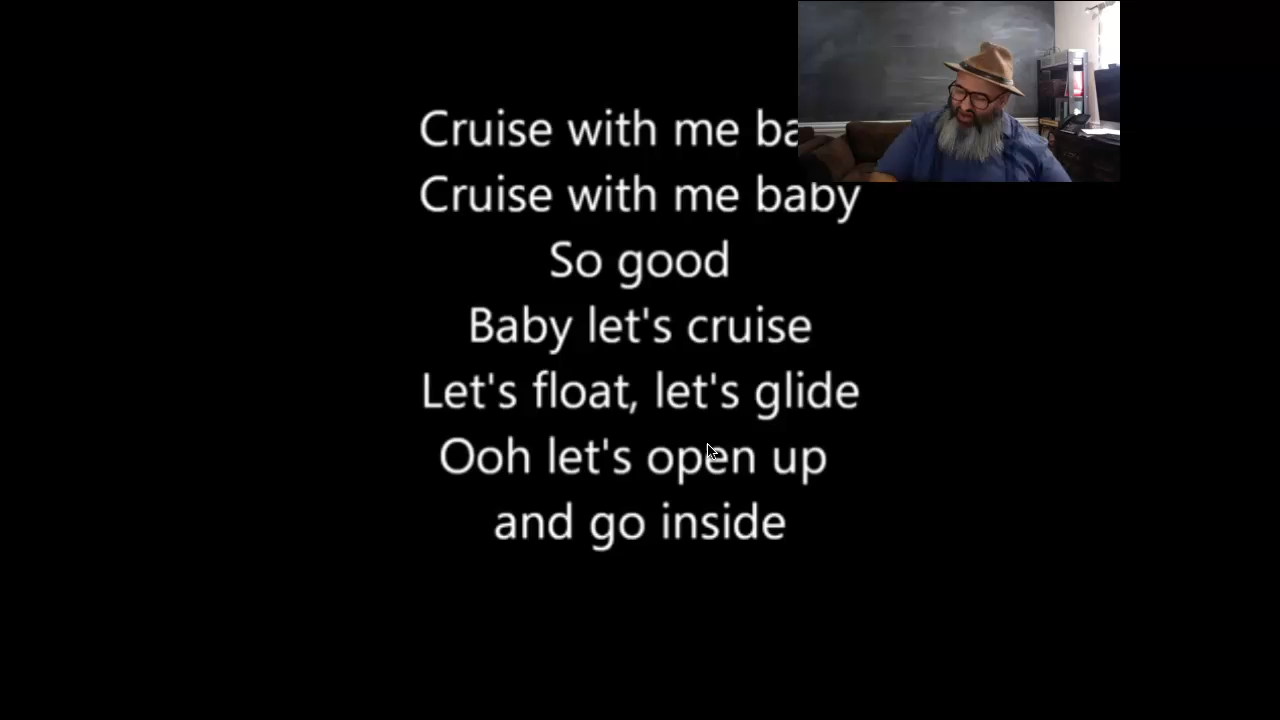 Cruise with me ba
Cruise with me baby
So good
Baby let's cruise
Let's float, let's glide
Ooh let's open up
and go inside